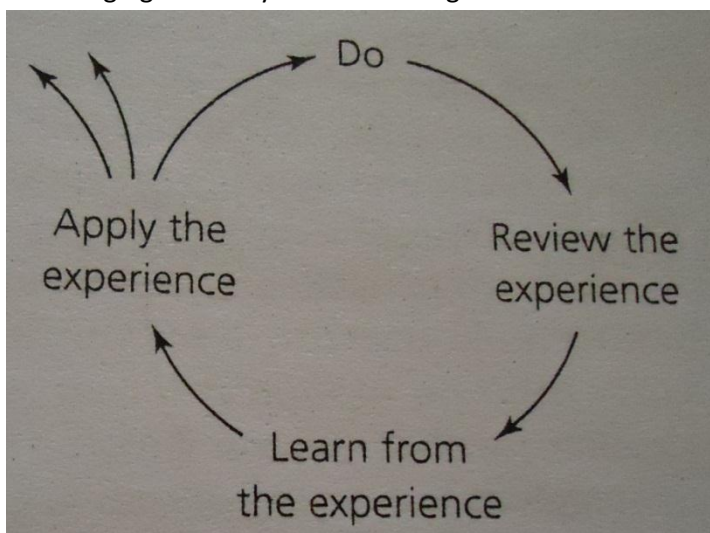 Do
Review the
experience
Learn from
the experience
Apply the
experience